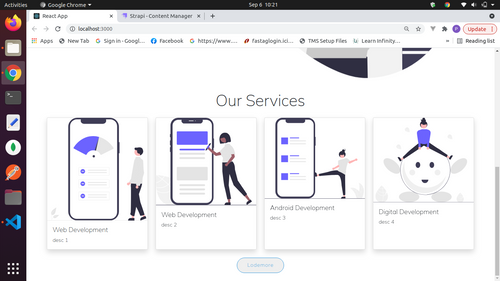 Activities
Google Chrome
Sep 6 10:21
React App
Strapi - Content Manager
localhost:3000
Update
Apps
New Tab
Sign in - Googl...
Facebook
https://www....
fastaglogin.ici...
TMS Setup Files
Learn Infinity...
Reading list
Our Services
Web Development
desc 1
Web Development
desc 2
Android Development
desc 3
Digital Development
desc 4